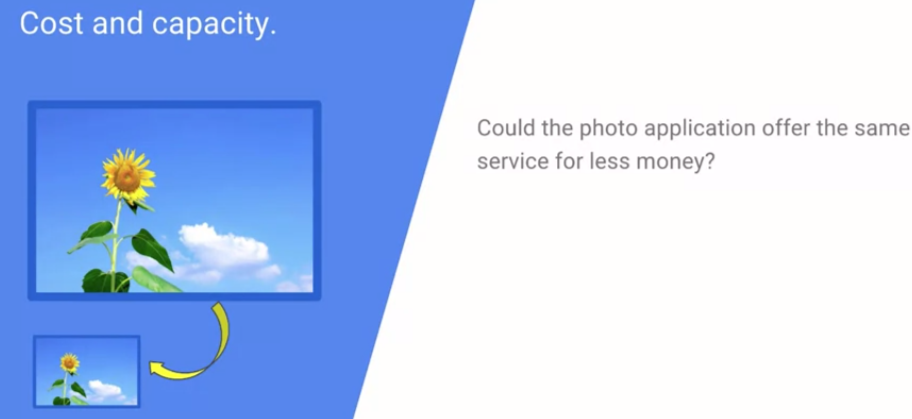 Cost and capacity.
Could the photo application offer the same
service for less money?